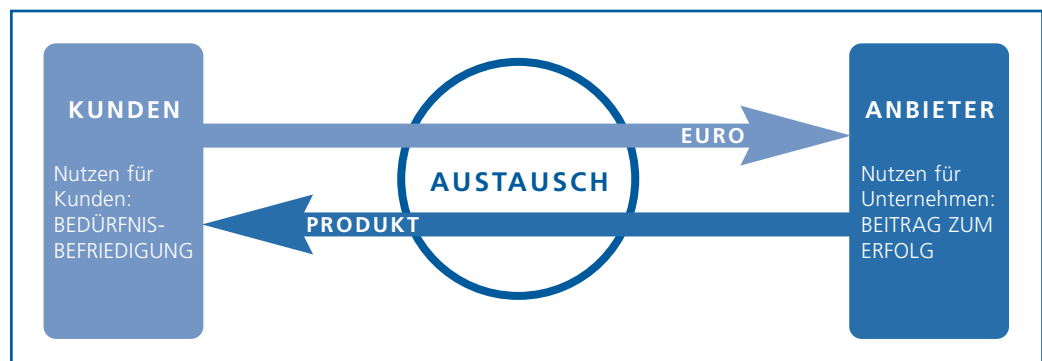 KUNDEN
Nutzen für
Kunden:
BEDÜRFNIS-
BEFRIEDIGUNG
EURO
AUSTAUSCH
PRODUKT
ANBIETER
Nutzen für
Unternehmen:
BEITRAG ZUM
ERFOLG